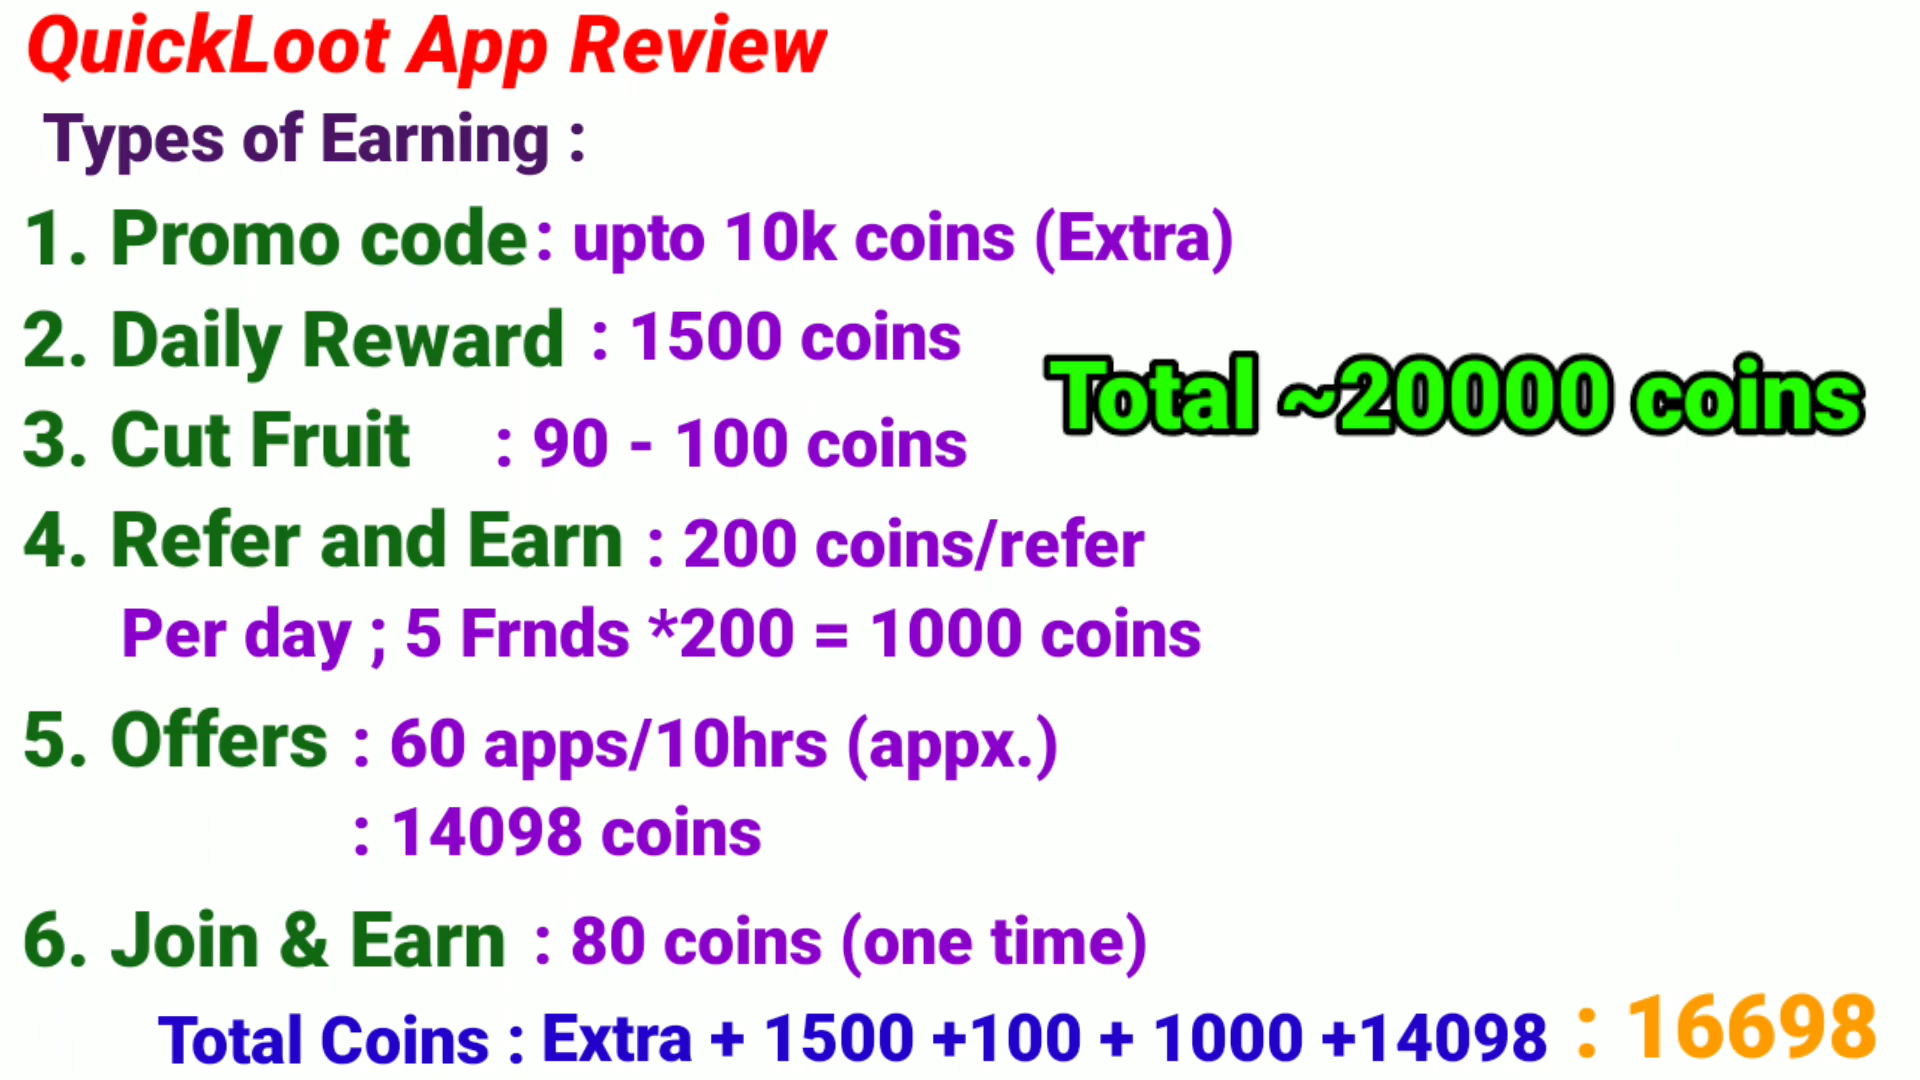 QuickLoot App Review
Types of Earning :
1. Promo code : upto 10k coins (Extra)
2. Daily Reward : 1500 coins
Total ~20000 coins
3. Cut Fruit : 90 - 100 coins
4. Refer and Earn : 200 coins/refer
Per day ; 5 Frnds *200 = 1000 coins
5. Offers : 60 apps/10hrs (appx.)
: 14098 coins
6. Join & Earn : 80 coins (one time)
Total Coins : Extra + 1500 +100 + 1000 +14098 : 16698